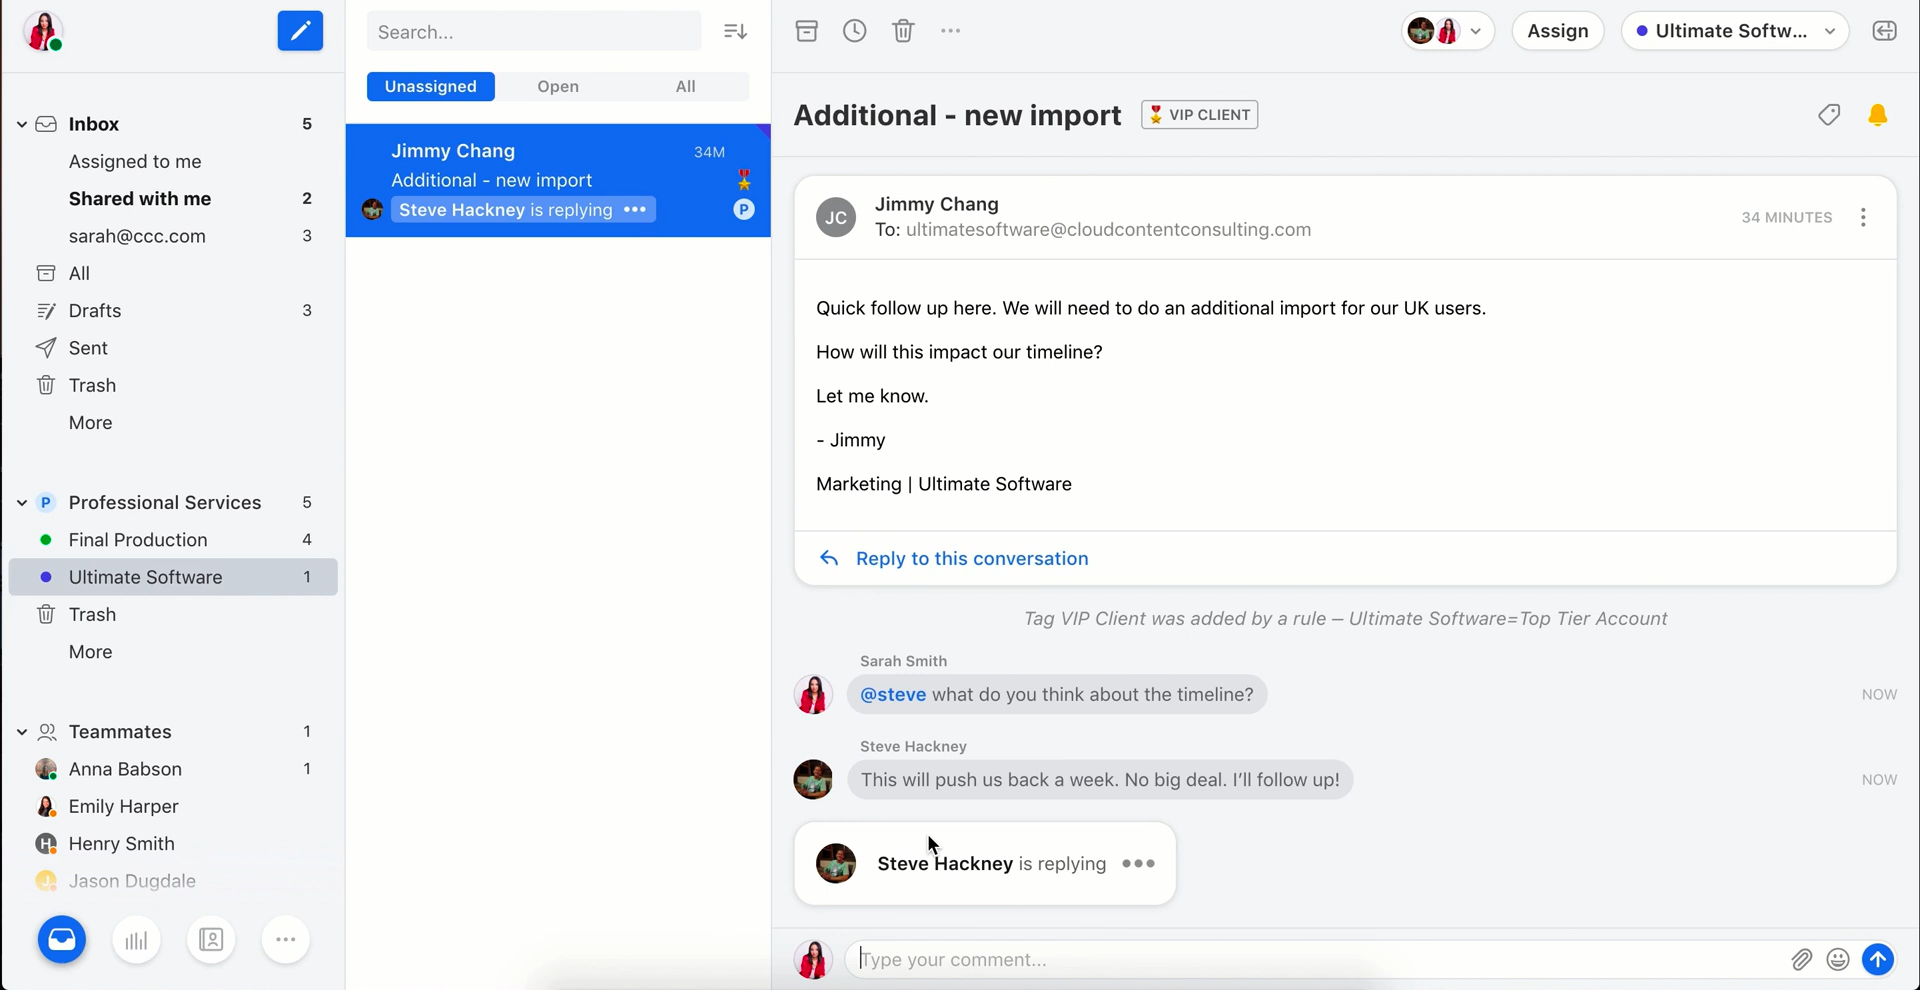 Inbox 5
Assigned to me
Shared with me 2
sarah@ccc.com 3
All
Drafts 3
Sent
Trash
More
P Professional Services 5
Final Production 4
Ultimate Software 1
Trash
More
Teammates 1
Anna Babson 1
Emily Harper
H Henry Smith
J Jason Dugdale
Search...
Unassigned Open All
Jimmy Chang 34M
Additional - new import
Steve Hackney is replying ••• P
Assign
Ultimate Softw...
Additional - new import
VIP CLIENT
JC
Jimmy Chang
To: ultimatesoftware@cloudcontentconsulting.com
34 MINUTES
Quick follow up here. We will need to do an additional import for our UK users.
How will this impact our timeline?
Let me know.
- Jimmy
Marketing | Ultimate Software
Reply to this conversation
Tag VIP Client was added by a rule – Ultimate Software=Top Tier Account
Sarah Smith
@steve what do you think about the timeline? NOW
Steve Hackney
This will push us back a week. No big deal. I’ll follow up! NOW
Steve Hackney is replying •••
Type your comment...